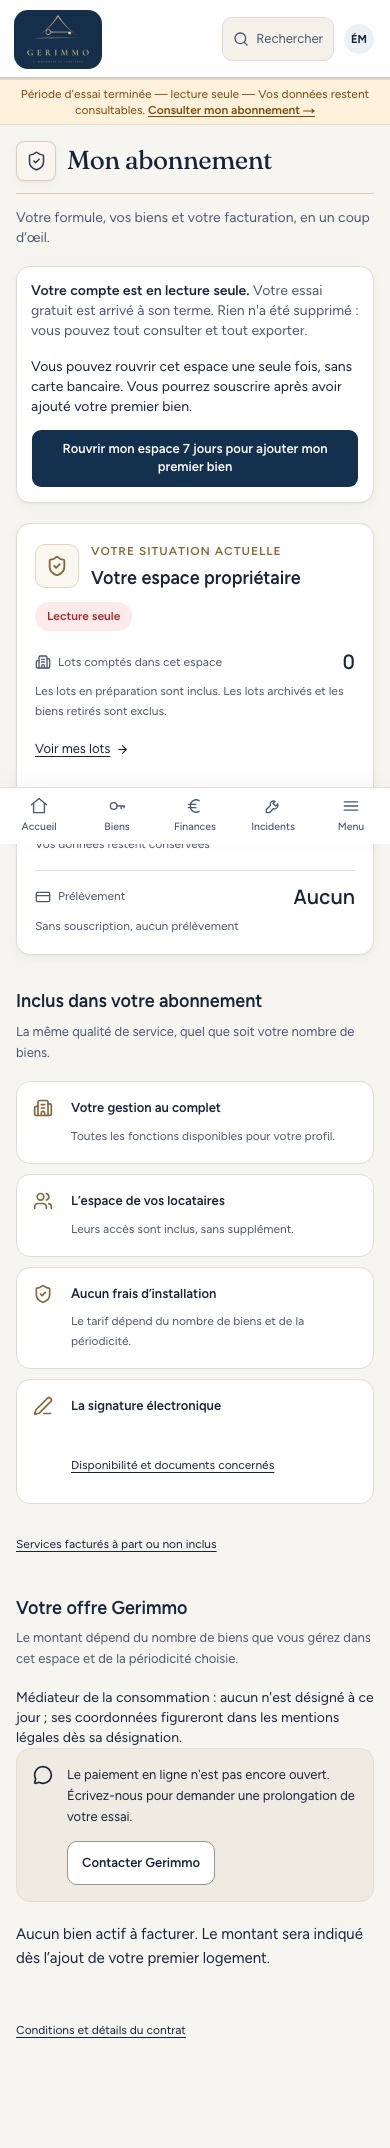 GERIMMO
Rechercher
ÉM
Période d'essai terminée — lecture seule — Vos données restent
consultables. Consulter mon abonnement →
Mon abonnement
Votre formule, vos biens et votre facturation, en un coup
d'œil.
Votre compte est en lecture seule. Votre essai
gratuit est arrivé à son terme. Rien n'a été supprimé :
vous pouvez tout consulter et tout exporter.
Vous pouvez rouvrir cet espace une seule fois, sans
carte bancaire. Vous pourrez souscrire après avoir
ajouté votre premier bien.
Rouvrir mon espace 7 jours pour ajouter mon
premier bien
VOTRE SITUATION ACTUELLE
Votre espace propriétaire
Lecture seule
Lots comptés dans cet espace 0
Les lots en préparation sont inclus. Les lots archivés et les
biens retirés sont exclus.
Voir mes lots →
Accueil Biens Finances Incidents Menu
Vos données restent conservées
Prélèvement Aucun
Sans souscription, aucun prélèvement
Inclus dans votre abonnement
La même qualité de service, quel que soit votre nombre de
biens.
Votre gestion au complet
Toutes les fonctions disponibles pour votre profil.
L’espace de vos locataires
Leurs accès sont inclus, sans supplément.
Aucun frais d’installation
Le tarif dépend du nombre de biens et de la
périodicité.
La signature électronique
Disponibilité et documents concernés
Services facturés à part ou non inclus
Votre offre Gerimmo
Le montant dépend du nombre de biens que vous gérez dans
cet espace et de la périodicité choisie.
Médiateur de la consommation : aucun n'est désigné à ce
jour ; ses coordonnées figureront dans les mentions
légales dès sa désignation.
Le paiement en ligne n'est pas encore ouvert.
Écrivez-nous pour demander une prolongation de
votre essai.
Contacter Gerimmo
Aucun bien actif à facturer. Le montant sera indiqué
dès l’ajout de votre premier logement.
Conditions et détails du contrat